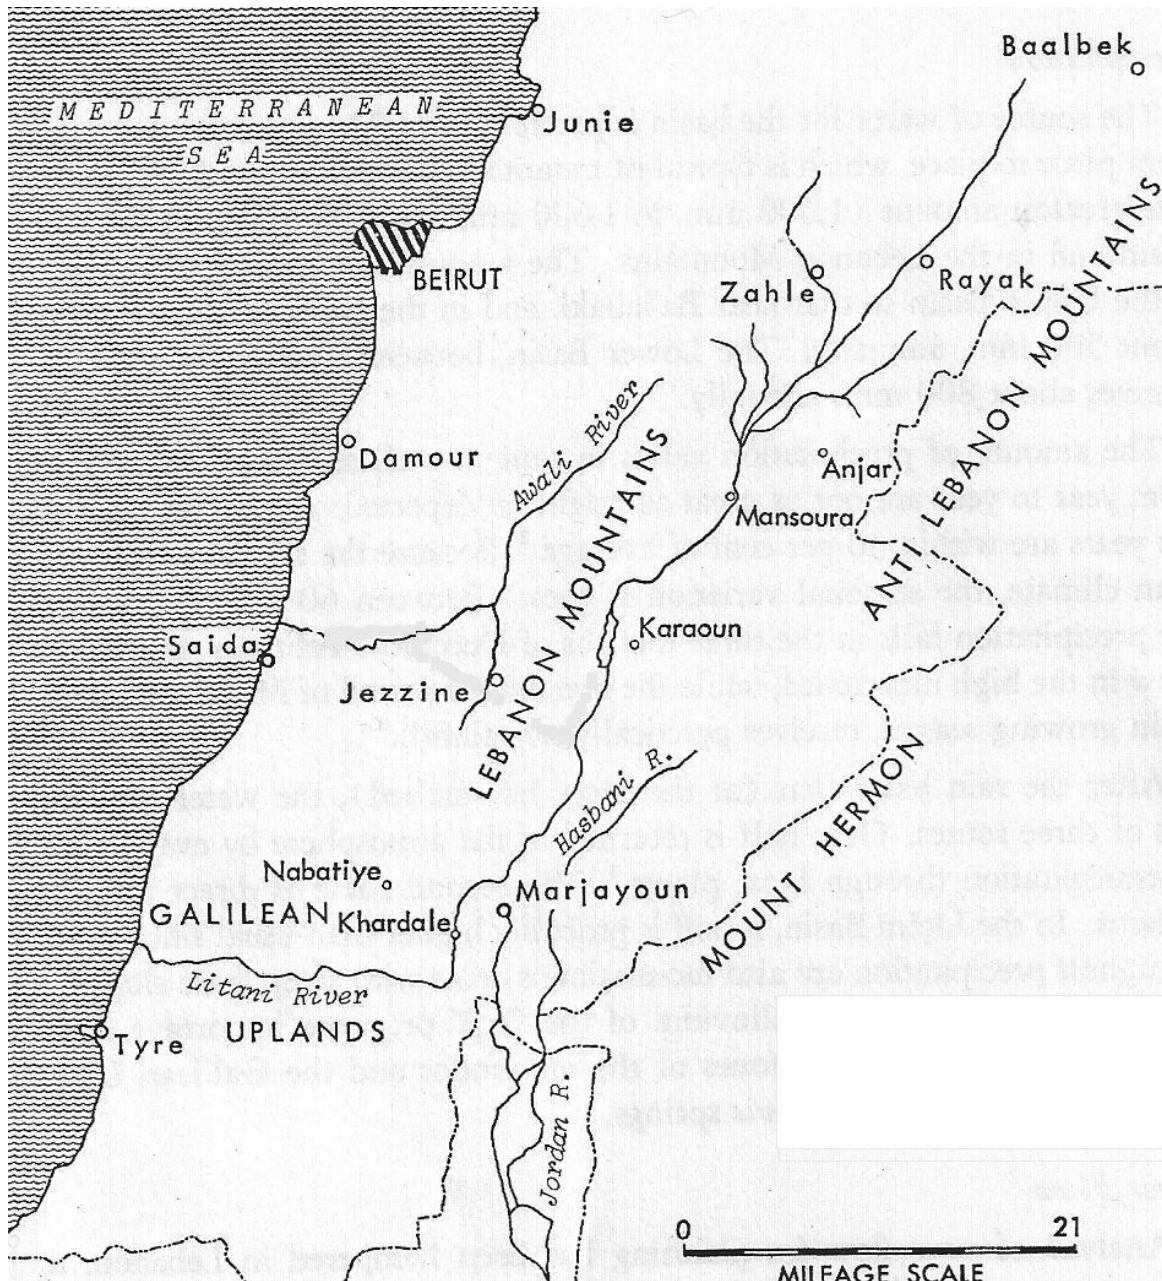 Baalbek
MEDITERRANEAN
SEA
Junie
BEIRUT
Zahle
Rayak
Awali River
Damour
Anjar
Mansoura
ANTI LEBANON MOUNTAINS
LEBANON MOUNTAINS
Karaoun
Saida
Jezzine
Hasbani R.
MOUNT HERMON
Nabatiye
Marjayoun
GALILEAN
Khardale
Litani River
UPLANDS
Tyre
Jordan R.
0 21
MILEAGE SCALE